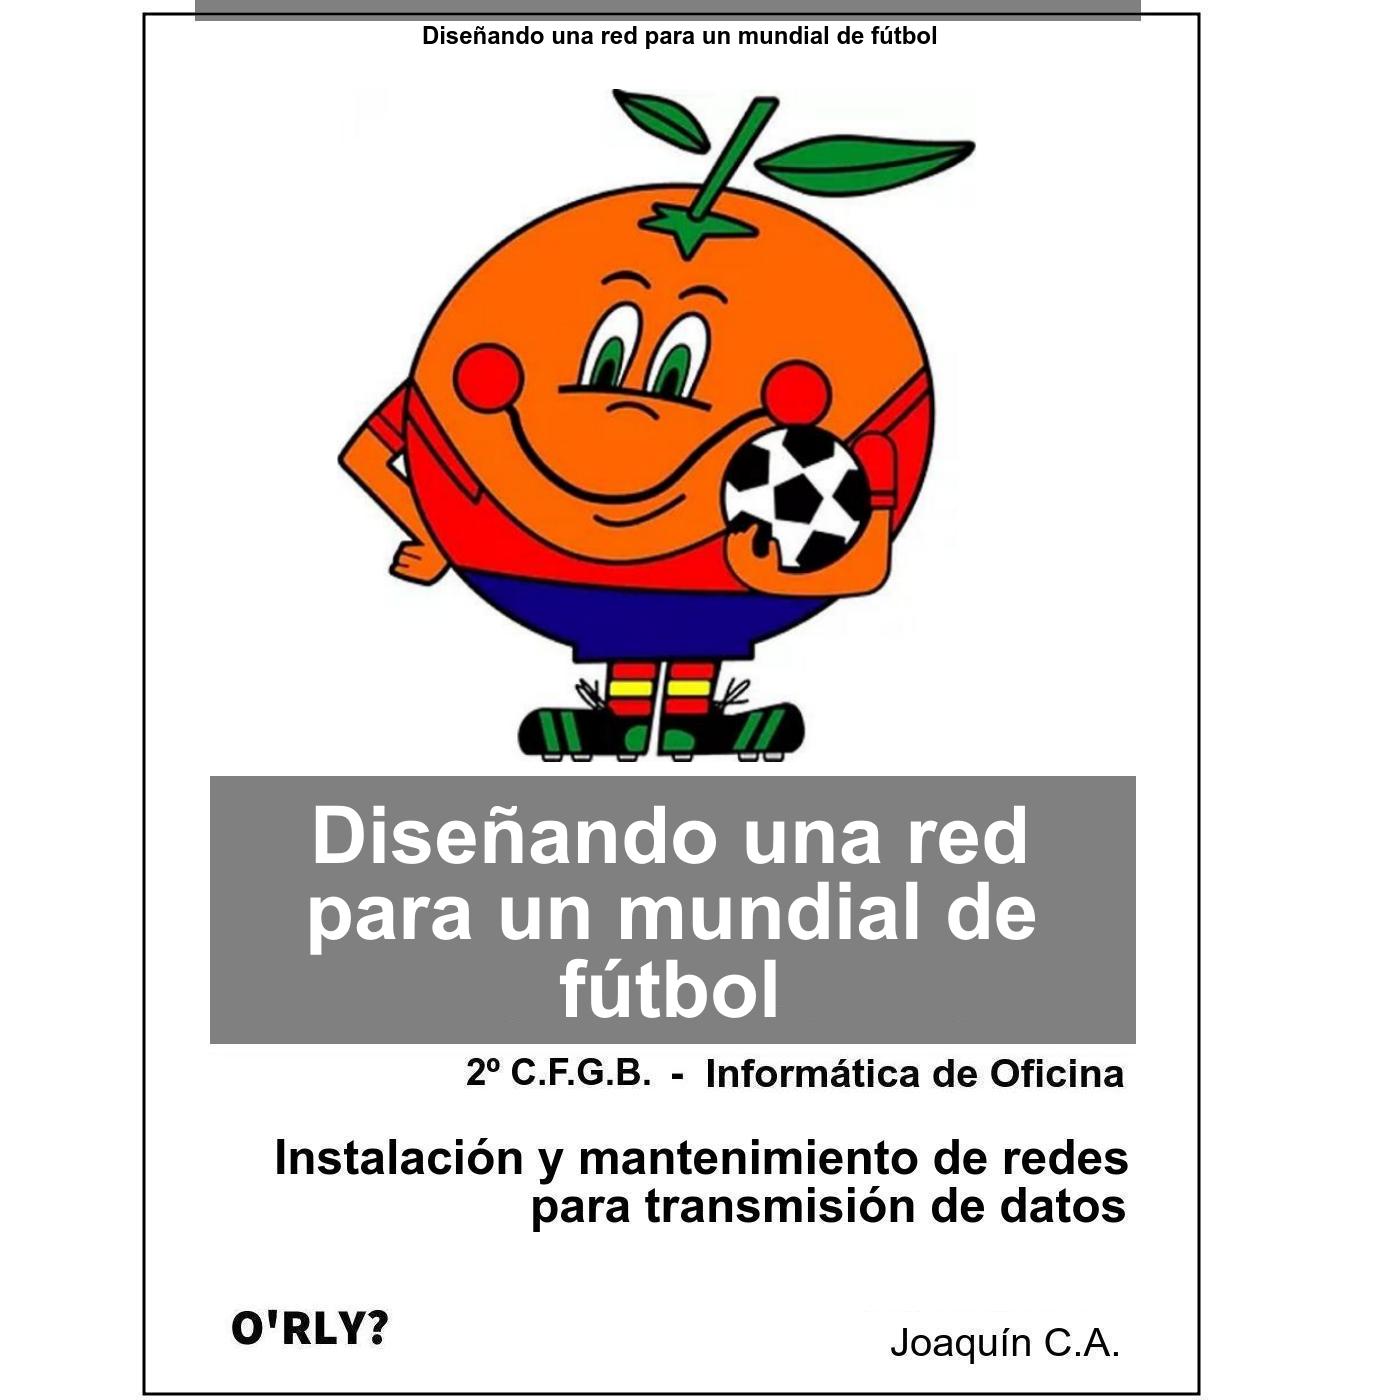 Diseñando una red para un mundial de fútbol
Diseñando una red
para un mundial de
fútbol
2º C.F.G.B. - Informática de Oficina
Instalación y mantenimiento de redes
para transmisión de datos
O'RLY?
Joaquín C.A.